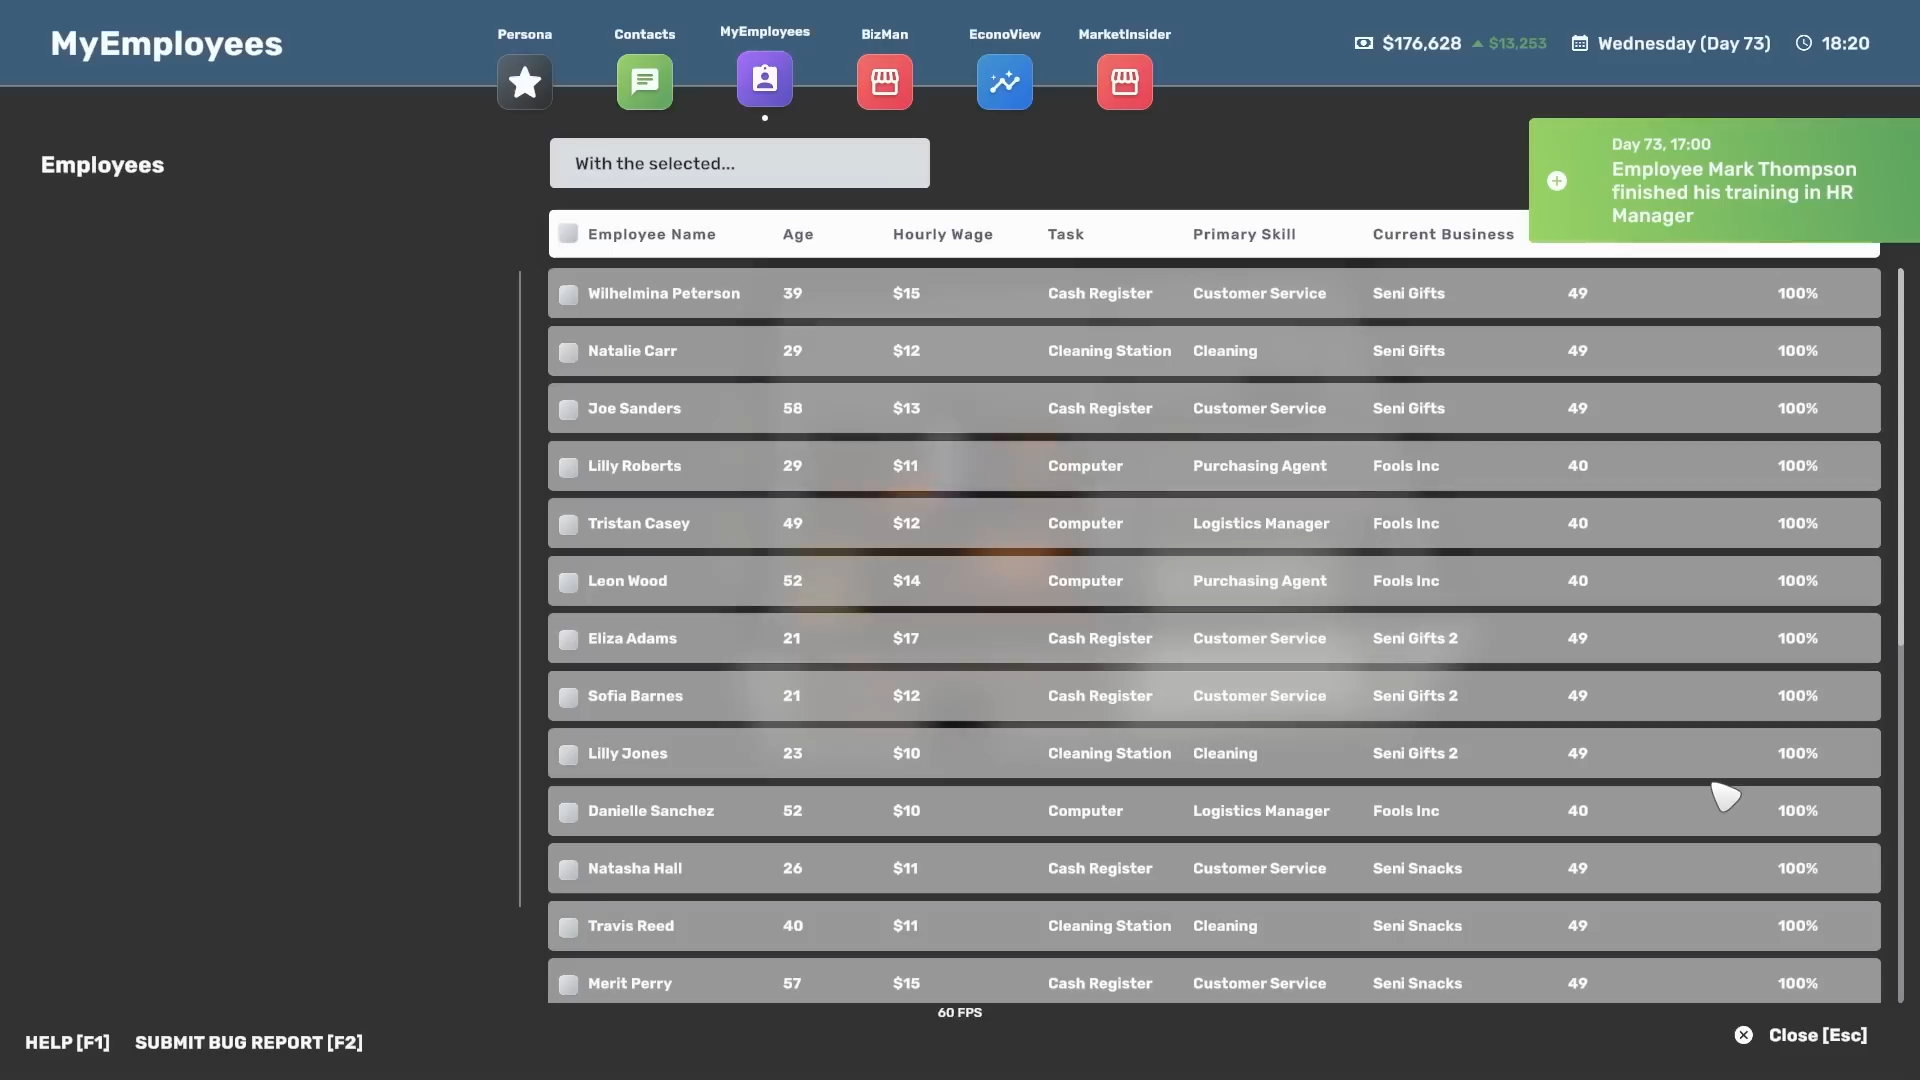 MyEmployees
Persona
Contacts
MyEmployees
BizMan
EconoView
MarketInsider
$176,628 $13,253 Wednesday (Day 73) 18:20
Employees
With the selected...
Day 73, 17:00
Employee Mark Thompson
finished his training in HR
Manager
Employee Name Age Hourly Wage Task Primary Skill Current Business
Wilhelmina Peterson 39 $15 Cash Register Customer Service Seni Gifts 49 100%
Natalie Carr 29 $12 Cleaning Station Cleaning Seni Gifts 49 100%
Joe Sanders 58 $13 Cash Register Customer Service Seni Gifts 49 100%
Lilly Roberts 29 $11 Computer Purchasing Agent Fools Inc 40 100%
Tristan Casey 49 $12 Computer Logistics Manager Fools Inc 40 100%
Leon Wood 52 $14 Computer Purchasing Agent Fools Inc 40 100%
Eliza Adams 21 $17 Cash Register Customer Service Seni Gifts 2 49 100%
Sofia Barnes 21 $12 Cash Register Customer Service Seni Gifts 2 49 100%
Lilly Jones 23 $10 Cleaning Station Cleaning Seni Gifts 2 49 100%
Danielle Sanchez 52 $10 Computer Logistics Manager Fools Inc 40 100%
Natasha Hall 26 $11 Cash Register Customer Service Seni Snacks 49 100%
Travis Reed 40 $11 Cleaning Station Cleaning Seni Snacks 49 100%
Merit Perry 57 $15 Cash Register Customer Service Seni Snacks 49 100%
60 FPS
HELP [F1] SUBMIT BUG REPORT [F2]
Close [Esc]